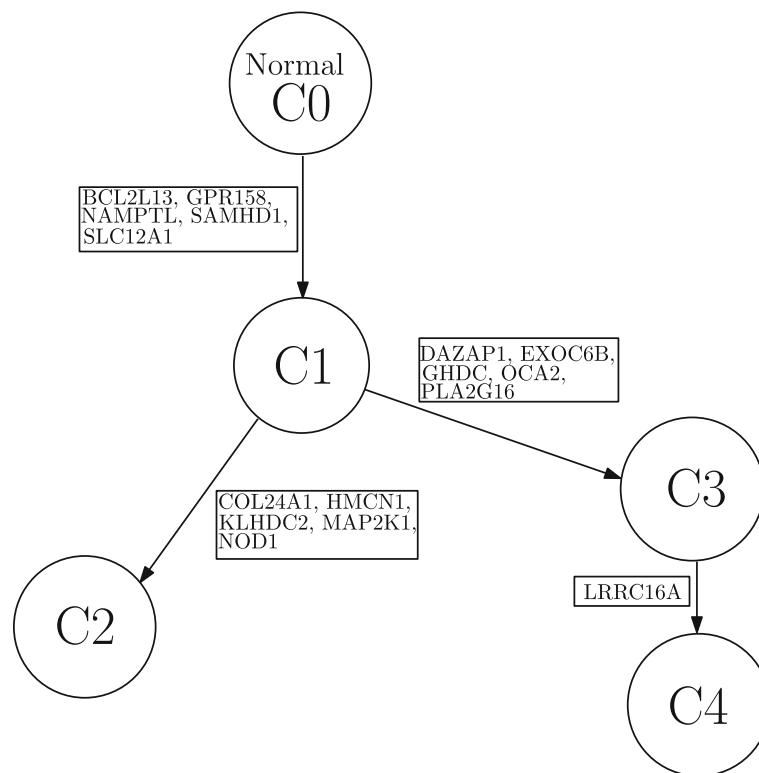 Normal
C0
BCL2L13, GPR158,
NAMPTL, SAMHD1,
SLC12A1
C1
DAZAP1, EXOC6B,
GHDC, OCA2,
PLA2G16
C3
COL24A1, HMCN1,
KLHDC2, MAP2K1,
NOD1
LRRC16A
C2
C4